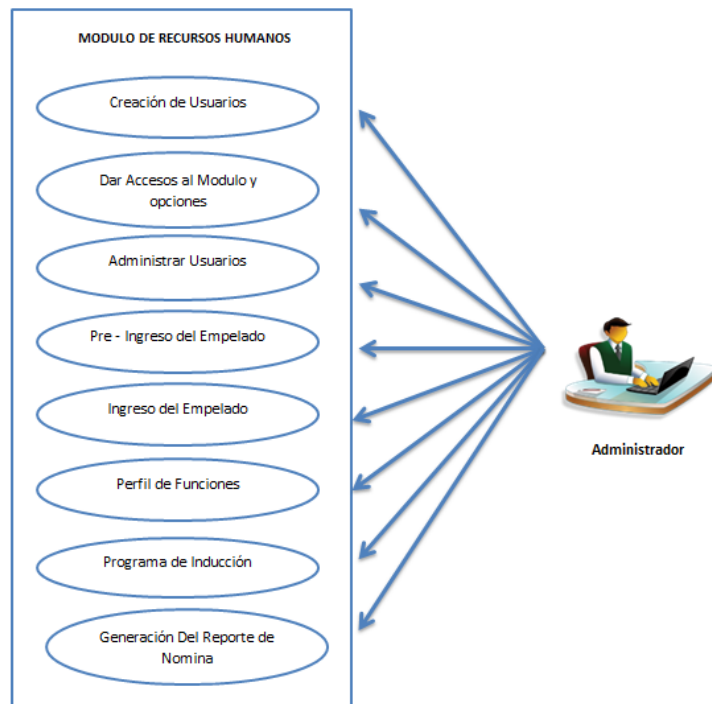 MODULO DE RECURSOS HUMANOS
Creación de Usuarios
Dar Accesos al Modulo y
opciones
Administrar Usuarios
Pre - Ingreso del Empelado
Ingreso del Empelado
Perfil de Funciones
Programa de Inducción
Generación Del Reporte de
Nomina
Administrador